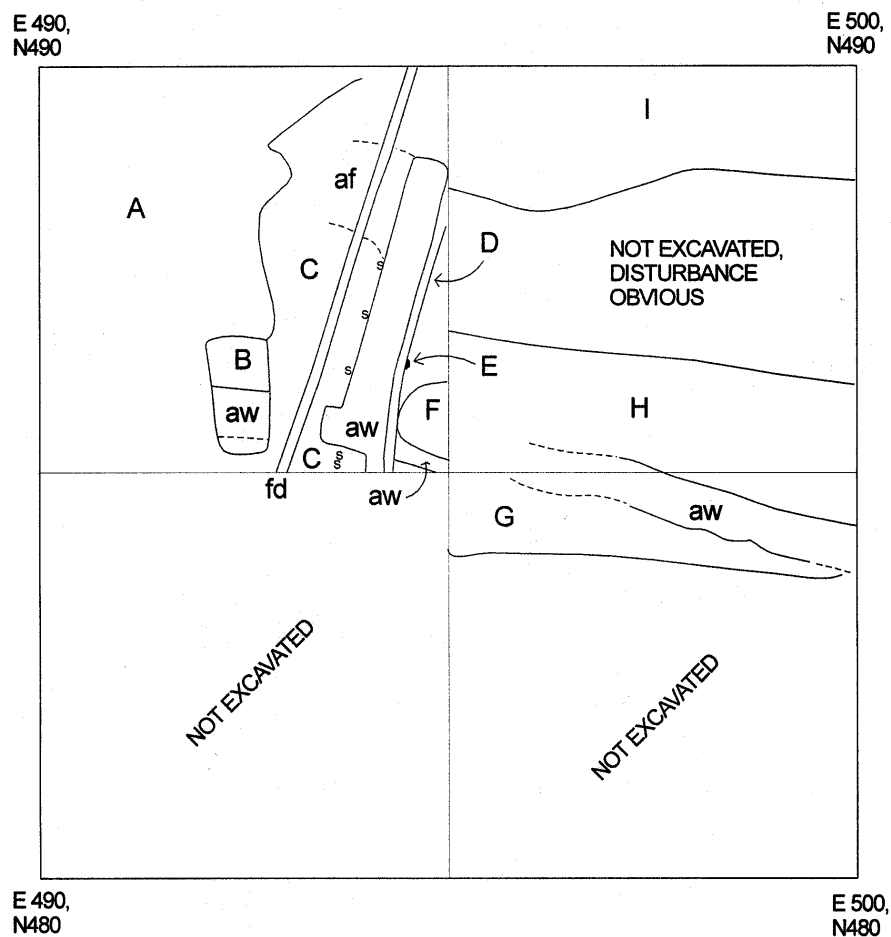 E 490,
N490
E 500,
N490
I
A
af
D
C
NOT EXCAVATED,
DISTURBANCE
OBVIOUS
s
s
B
E
s
aw
F
H
aw
C
s
s
fd
aw
G
aw
NOT EXCAVATED
NOT EXCAVATED
E 490,
N480
E 500,
N480